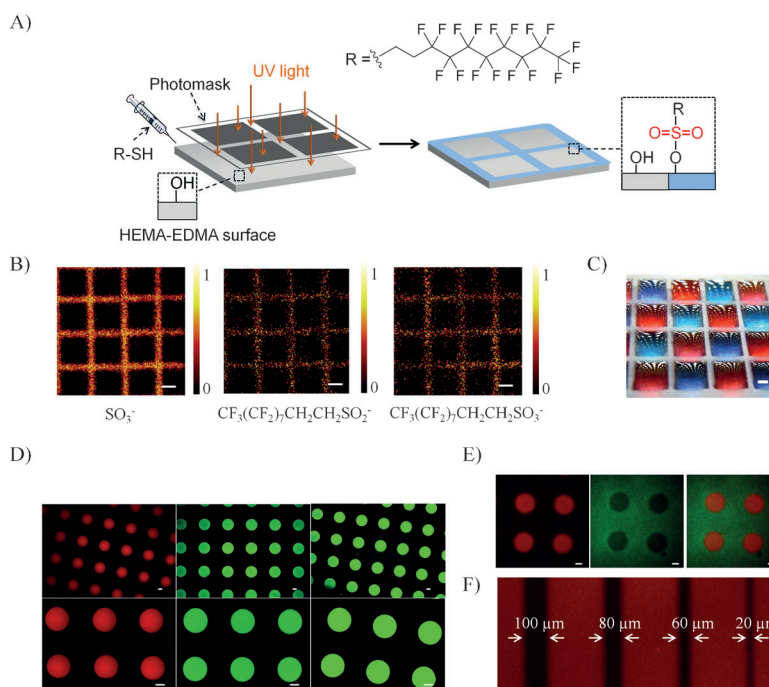 A)
F F F F F F F F
R =
F
F F F F F F F
F
UV light
Photomask
R-SH
OH
HEMA-EDMA surface
R
O=S=O
OH O
B)
1
0
1
0
1
0
SO₃⁻
CF₃(CF₂)₇CH₂CH₂SO₂⁻
CF₃(CF₂)₇CH₂CH₂SO₃⁻
C)
D)
E)
F)
100 µm
80 µm
60 µm
20 µm